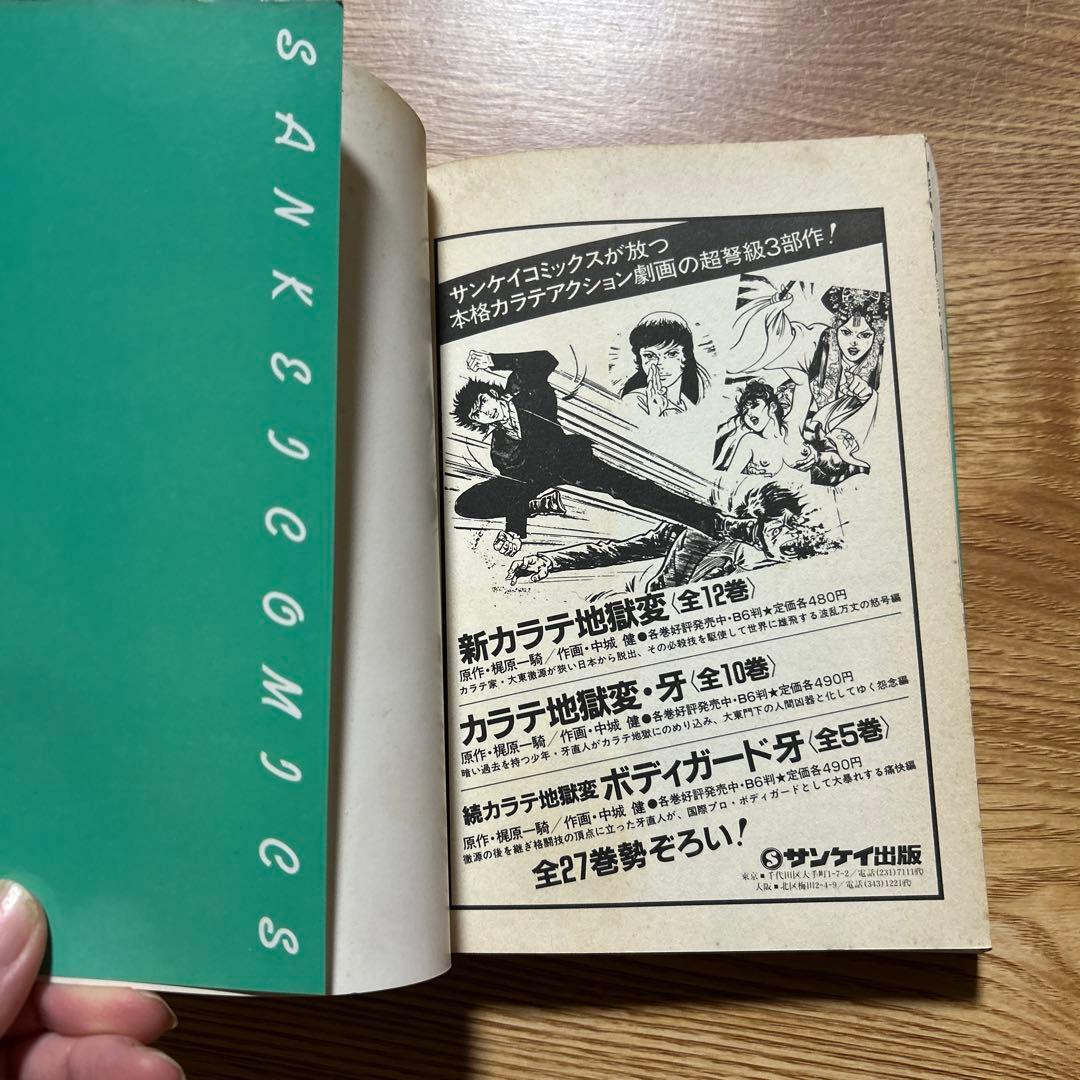 SANKEI COMICS
サンケイコミックスが放つ
本格カラテアクション劇画の超弩級3部作!
新カラテ地獄変〈全12巻〉
原作・梶原一騎/作画・中城 健●各巻好評発売中・B6判★定価各480円
カラテ家・大東徹源が狭い日本から脱出、その必殺技を駆使して世界に雄飛する波乱万丈の怒号編
カラテ地獄変・牙〈全10巻〉
原作・梶原一騎/作画・中城 健●各巻好評発売中・B6判★定価各490円
暗い過去を持つ少年・牙直人がカラテ地獄にのめり込み、大東門下の人間凶器と化してゆく怨念編
続カラテ地獄変 ボディガード牙〈全5巻〉
原作・梶原一騎/作画・中城 健●各巻好評発売中・B6判★定価各490円
徹源の後を継ぎ格闘技の頂点に立った牙直人が、国際プロ・ボディガードとして大暴れする痛快編
全27巻勢ぞろい!
Ⓢサンケイ出版
東京■千代田区大手町1-7-2/電話(231)7111代
大阪■北区梅田2-4-9/電話(343)1221代